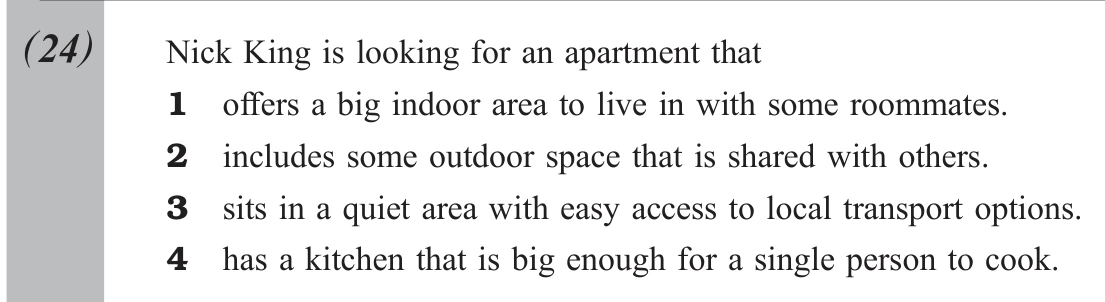 (24) Nick King is looking for an apartment that
1 offers a big indoor area to live in with some roommates.
2 includes some outdoor space that is shared with others.
3 sits in a quiet area with easy access to local transport options.
4 has a kitchen that is big enough for a single person to cook.